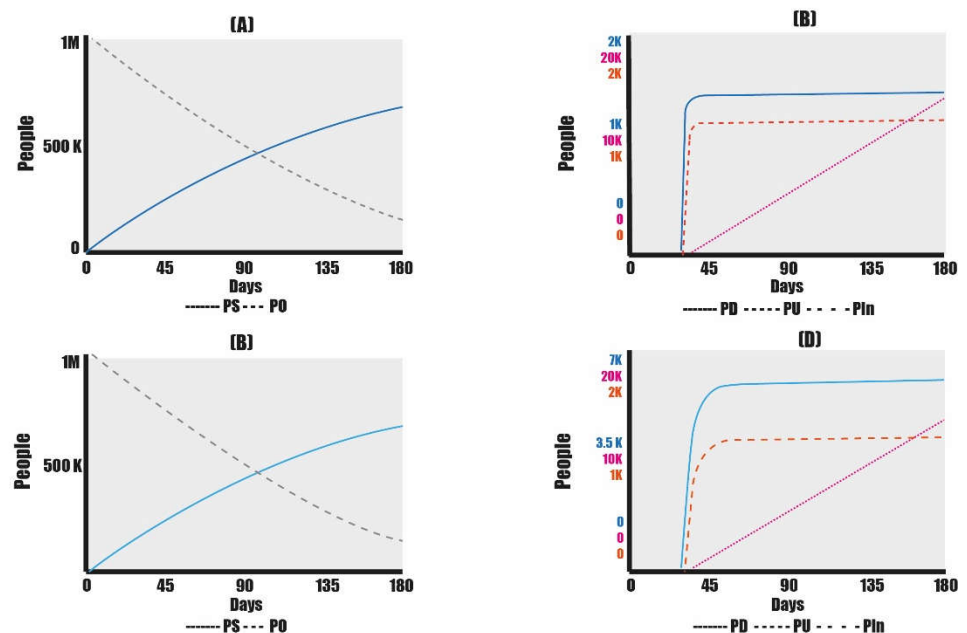 (A)
1M
500 K
0
People
0 45 90 135 180
Days
PS PO
(B)
2K
20K
2K
1K
10K
1K
0
0
0
People
0 45 90 135 180
Days
PD PU PIn
(B)
1M
500 K
0
People
0 45 90 135 180
Days
PS PO
(D)
7K
20K
2K
3.5 K
10K
1K
0
0
0
People
0 45 90 135 180
Days
PD PU PIn